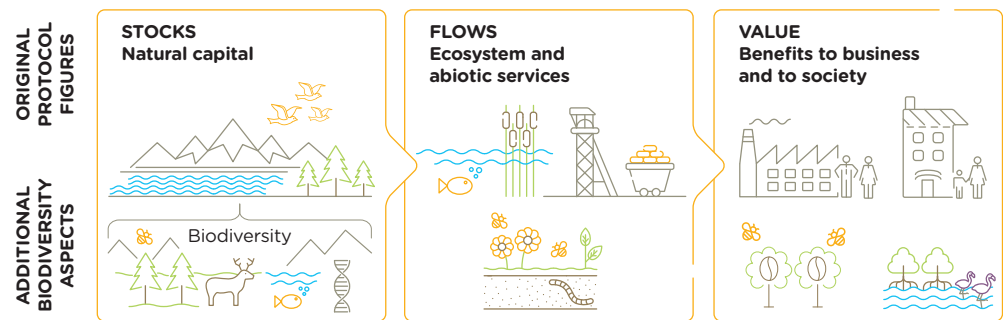 ORIGINAL
PROTOCOL
FIGURES
STOCKS
Natural capital
FLOWS
Ecosystem and
abiotic services
VALUE
Benefits to business
and to society
ADDITIONAL
BIODIVERSITY
ASPECTS
Biodiversity